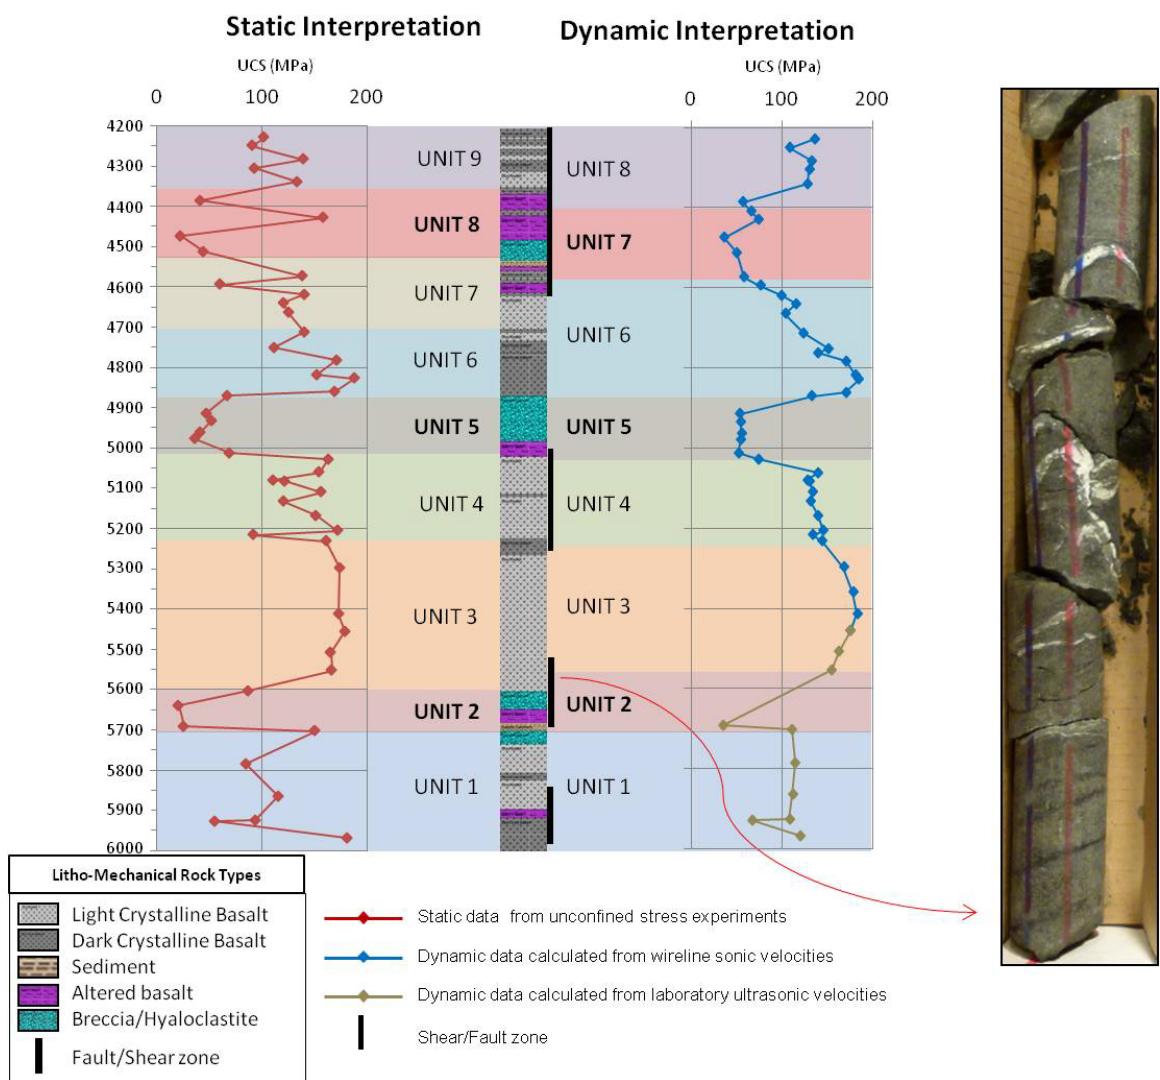 Static Interpretation
Dynamic Interpretation
UCS (MPa)
UCS (MPa)
0 100 200
0 100 200
4200
4300
4400
4500
4600
4700
4800
4900
5000
5100
5200
5300
5400
5500
5600
5700
5800
5900
6000
UNIT 9
UNIT 8
UNIT 7
UNIT 6
UNIT 5
UNIT 4
UNIT 3
UNIT 2
UNIT 1
UNIT 8
UNIT 7
UNIT 6
UNIT 5
UNIT 4
UNIT 3
UNIT 2
UNIT 1
Litho-Mechanical Rock Types
Light Crystalline Basalt
Dark Crystalline Basalt
Sediment
Altered basalt
Breccia/Hyaloclastite
Fault/Shear zone
Static data from unconfined stress experiments
Dynamic data calculated from wireline sonic velocities
Dynamic data calculated from laboratory ultrasonic velocities
Shear/Fault zone